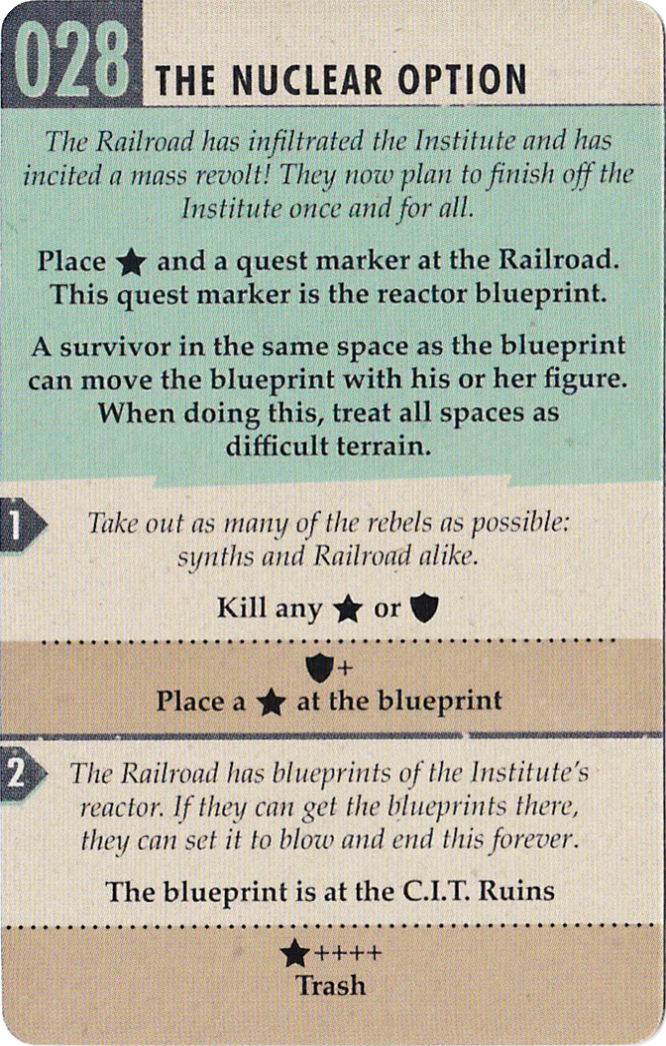 028 THE NUCLEAR OPTION
The Railroad has infiltrated the Institute and has
incited a mass revolt! They now plan to finish off the
Institute once and for all.
Place ★ and a quest marker at the Railroad.
This quest marker is the reactor blueprint.
A survivor in the same space as the blueprint
can move the blueprint with his or her figure.
When doing this, treat all spaces as
difficult terrain.
1 Take out as many of the rebels as possible:
synths and Railroad alike.
Kill any ★ or
+
Place a ★ at the blueprint
2 The Railroad has blueprints of the Institute's
reactor. If they can get the blueprints there,
they can set it to blow and end this forever.
The blueprint is at the C.I.T. Ruins
★++++
Trash